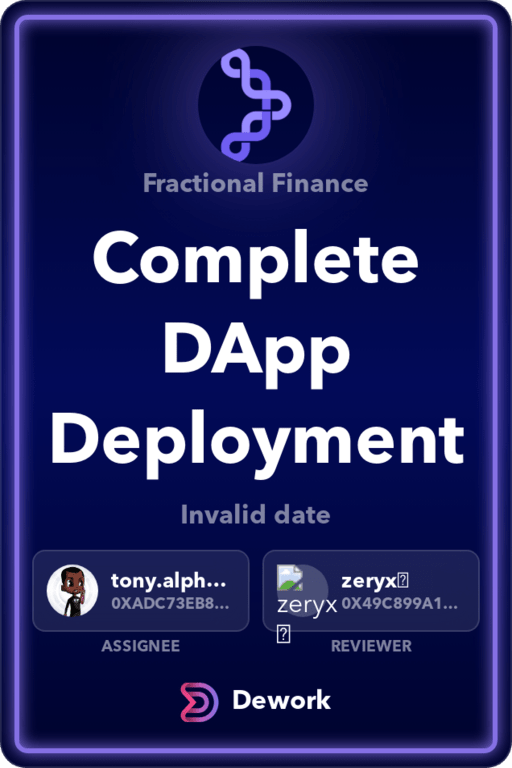 Fractional Finance
Complete
DApp
Deployment
Invalid date
tony.alph...
0XADC73EB8...
ASSIGNEE
zeryx
0X49C899A1...
zeryx
REVIEWER
Dework